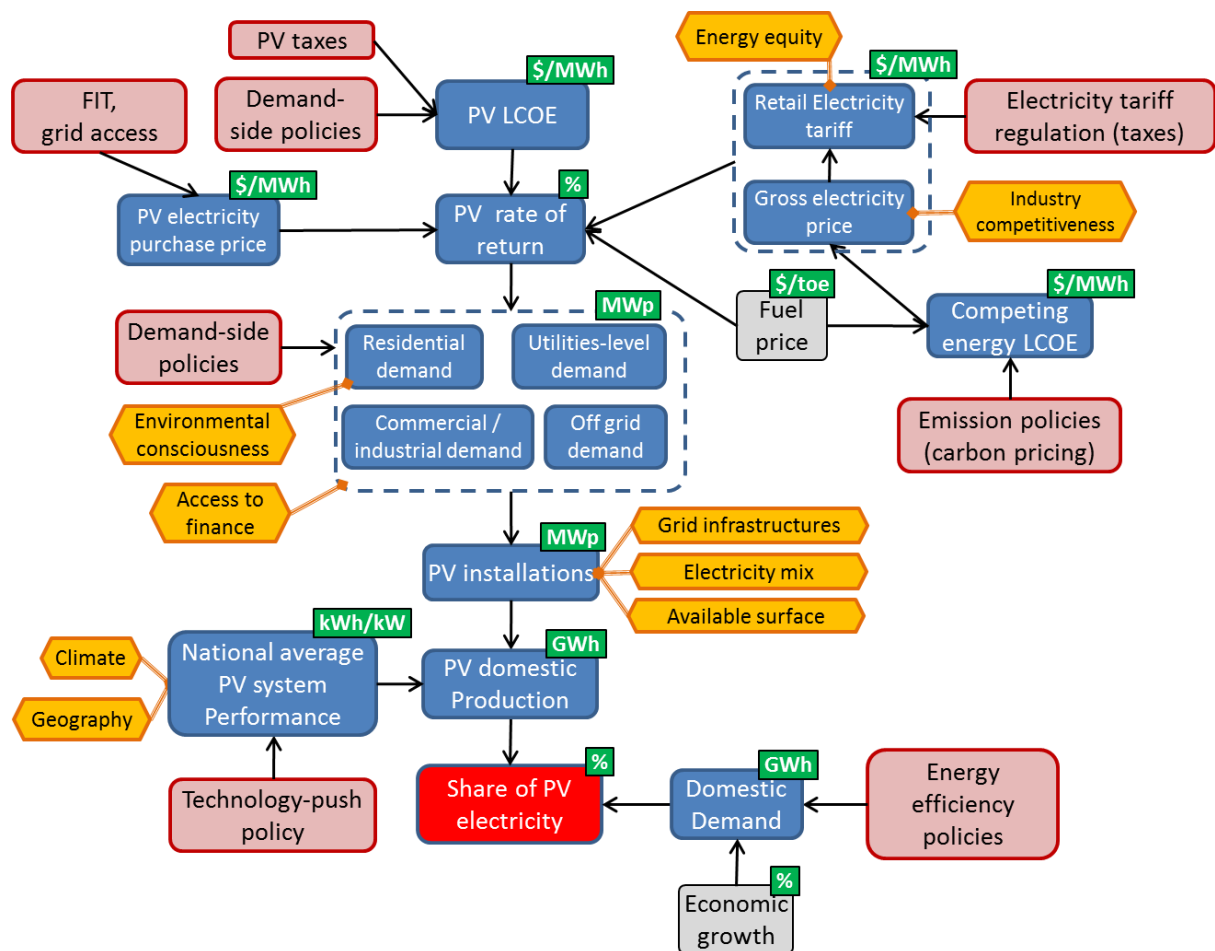 PV taxes
$/MWh
Energy equity
$/MWh
FIT,
grid access
Demand-
side policies
PV LCOE
Retail Electricity
tariff
Electricity tariff
regulation (taxes)
$/MWh
PV electricity
purchase price
%
PV rate of
return
Gross electricity
price
Industry
competitiveness
$/toe
Fuel
price
$/MWh
Competing
energy LCOE
MWp
Demand-side
policies
Residential
demand
Utilities-level
demand
Environmental
consciousness
Commercial /
industrial demand
Off grid
demand
Emission policies
(carbon pricing)
Access to
finance
MWp
PV installations
Grid infrastructures
Electricity mix
Available surface
kWh/kW
National average
PV system
Performance
Climate
Geography
GWh
PV domestic
Production
Technology-push
policy
%
Share of PV
electricity
GWh
Domestic
Demand
Energy
efficiency
policies
%
Economic
growth